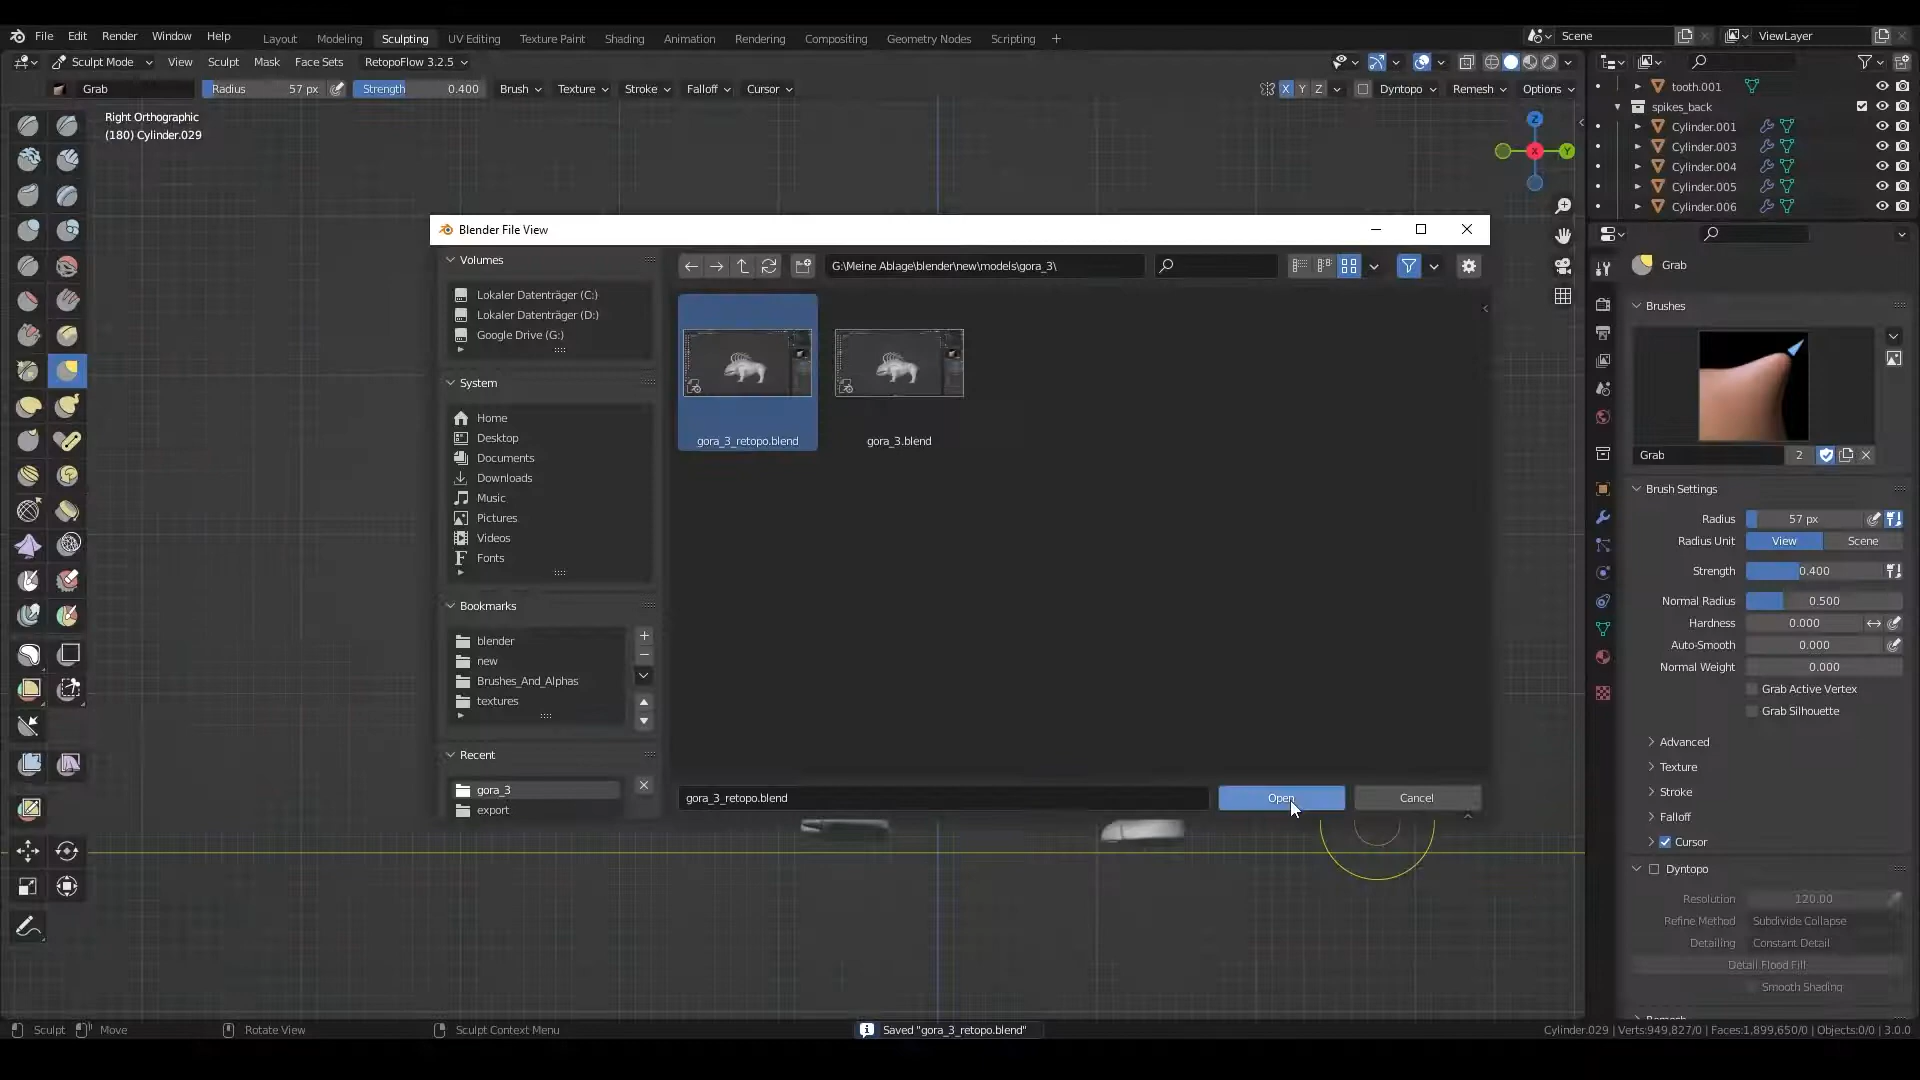 File Edit Render Window Help
Layout Modeling Sculpting UV Editing Texture Paint Shading Animation Rendering Compositing Geometry Nodes Scripting +
Scene
ViewLayer
Sculpt Mode View Sculpt Mask Face Sets RetopoFlow 3.2.5
Grab Radius 57 px Strength 0.400 Brush Texture Stroke Falloff Cursor
X Y Z Dyntopo Remesh Options
Right Orthographic
(180) Cylinder.029
Z
X
Y
tooth.001
spikes_back
Cylinder.001
Cylinder.003
Cylinder.004
Cylinder.005
Cylinder.006
Blender File View
Volumes
Lokaler Datenträger (C:)
Lokaler Datenträger (D:)
Google Drive (G:)
System
Home
Desktop
Documents
Downloads
Music
Pictures
Videos
Fonts
Bookmarks
blender
new
Brushes_And_Alphas
textures
Recent
gora_3
export
G:\Meine Ablage\blender\new\models\gora_3\
gora_3_retopo.blend
gora_3.blend
gora_3_retopo.blend
Open
Cancel
Grab
Brushes
Grab 2
Brush Settings
Radius 57 px
Radius Unit View Scene
Strength 0.400
Normal Radius 0.500
Hardness 0.000
Auto-Smooth 0.000
Normal Weight 0.000
Grab Active Vertex
Grab Silhouette
Advanced
Texture
Stroke
Falloff
Cursor
Dyntopo
Resolution 120.00
Refine Method Subdivide Collapse
Detailing Constant Detail
Detail Flood Fill
Smooth Shading
Sculpt Move Rotate View Sculpt Context Menu
Saved "gora_3_retopo.blend"
Cylinder.029 | Verts:949,827/0 | Faces:1,899,650/0 | Objects:0/0 | 3.0.0